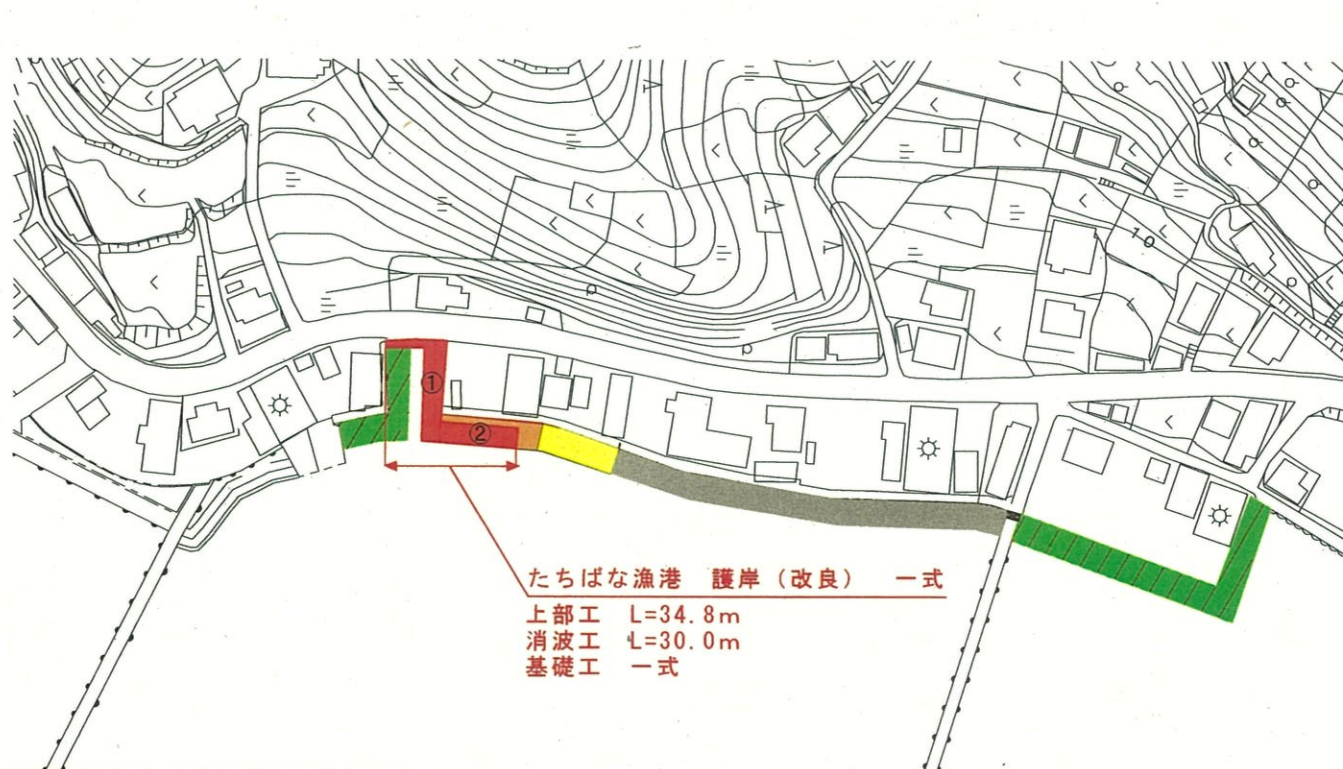 10
①
②
たちばな漁港 護岸（改良） 一式
上部工 L=34.8m
消波工 L=30.0m
基礎工 一式